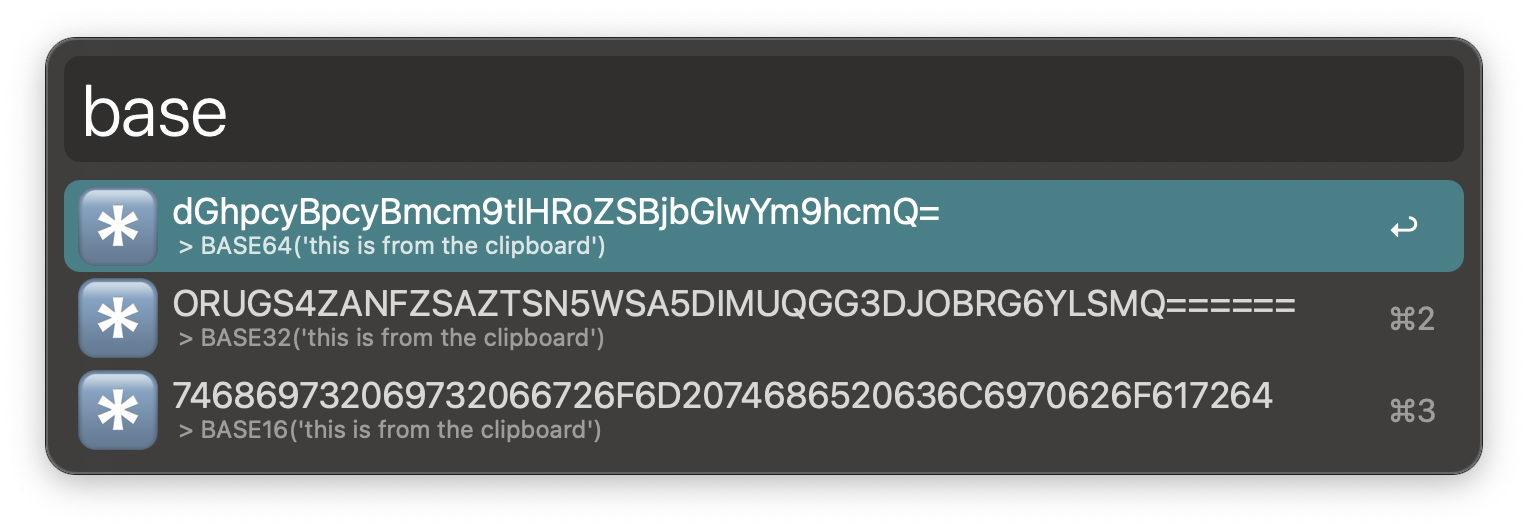 base
dGhpcyBpcyBmcm9tIHRoZSBjbGlwYm9hcmQ=
> BASE64('this is from the clipboard')
ORUGS4ZANFZSAZTSN5WSA5DIMUQGG3DJOBRG6YLSMQ======
> BASE32('this is from the clipboard')
⌘2
746869732069732066726F6D2074686520636C6970626F617264
> BASE16('this is from the clipboard')
⌘3